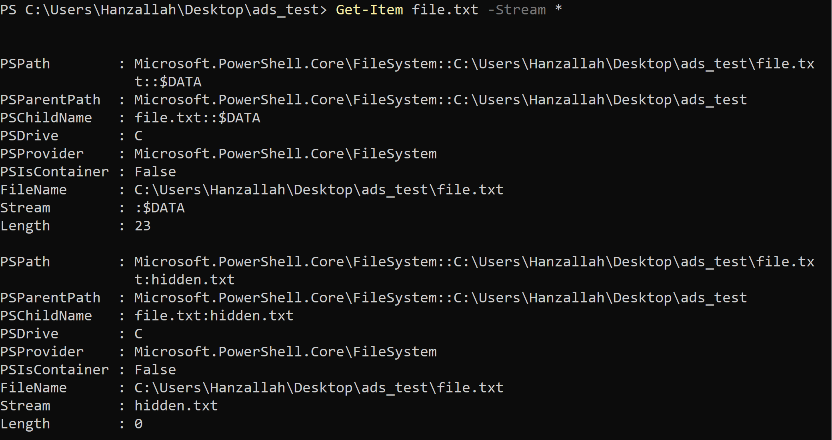 PS C:\Users\Hanzallah\Desktop\ads_test> Get-Item file.txt -Stream *
PSPath        : Microsoft.PowerShell.Core\FileSystem::C:\Users\Hanzallah\Desktop\ads_test\file.tx
                t::$DATA
PSParentPath  : Microsoft.PowerShell.Core\FileSystem::C:\Users\Hanzallah\Desktop\ads_test
PSChildName   : file.txt::$DATA
PSDrive       : C
PSProvider    : Microsoft.PowerShell.Core\FileSystem
PSIsContainer : False
FileName      : C:\Users\Hanzallah\Desktop\ads_test\file.txt
Stream        : :$DATA
Length        : 23
PSPath        : Microsoft.PowerShell.Core\FileSystem::C:\Users\Hanzallah\Desktop\ads_test\file.tx
                t:hidden.txt
PSParentPath  : Microsoft.PowerShell.Core\FileSystem::C:\Users\Hanzallah\Desktop\ads_test
PSChildName   : file.txt:hidden.txt
PSDrive       : C
PSProvider    : Microsoft.PowerShell.Core\FileSystem
PSIsContainer : False
FileName      : C:\Users\Hanzallah\Desktop\ads_test\file.txt
Stream        : hidden.txt
Length        : 0